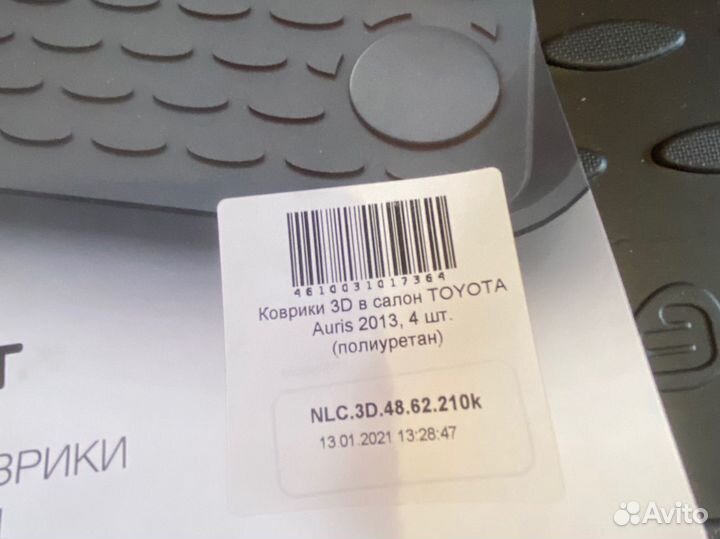 4610031017364
Коврики 3D в салон TOYOTA
Auris 2013, 4 шт.
(полиуретан)
NLC.3D.48.62.210k
13.01.2021 13:28:47
Avito